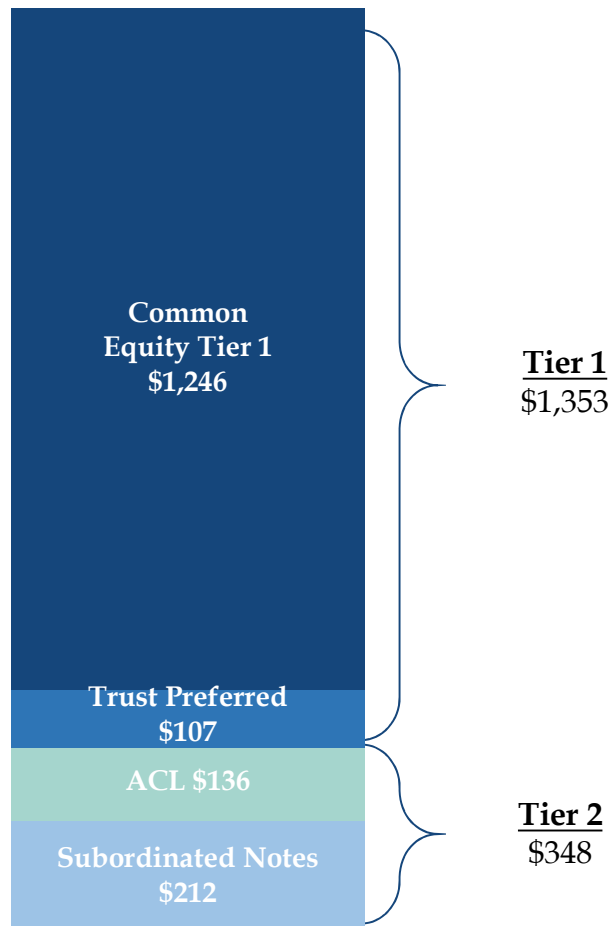 Common
Equity Tier 1
$1,246
Tier 1
$1,353
Trust Preferred
$107
ACL $136
Subordinated Notes
$212
Tier 2
$348